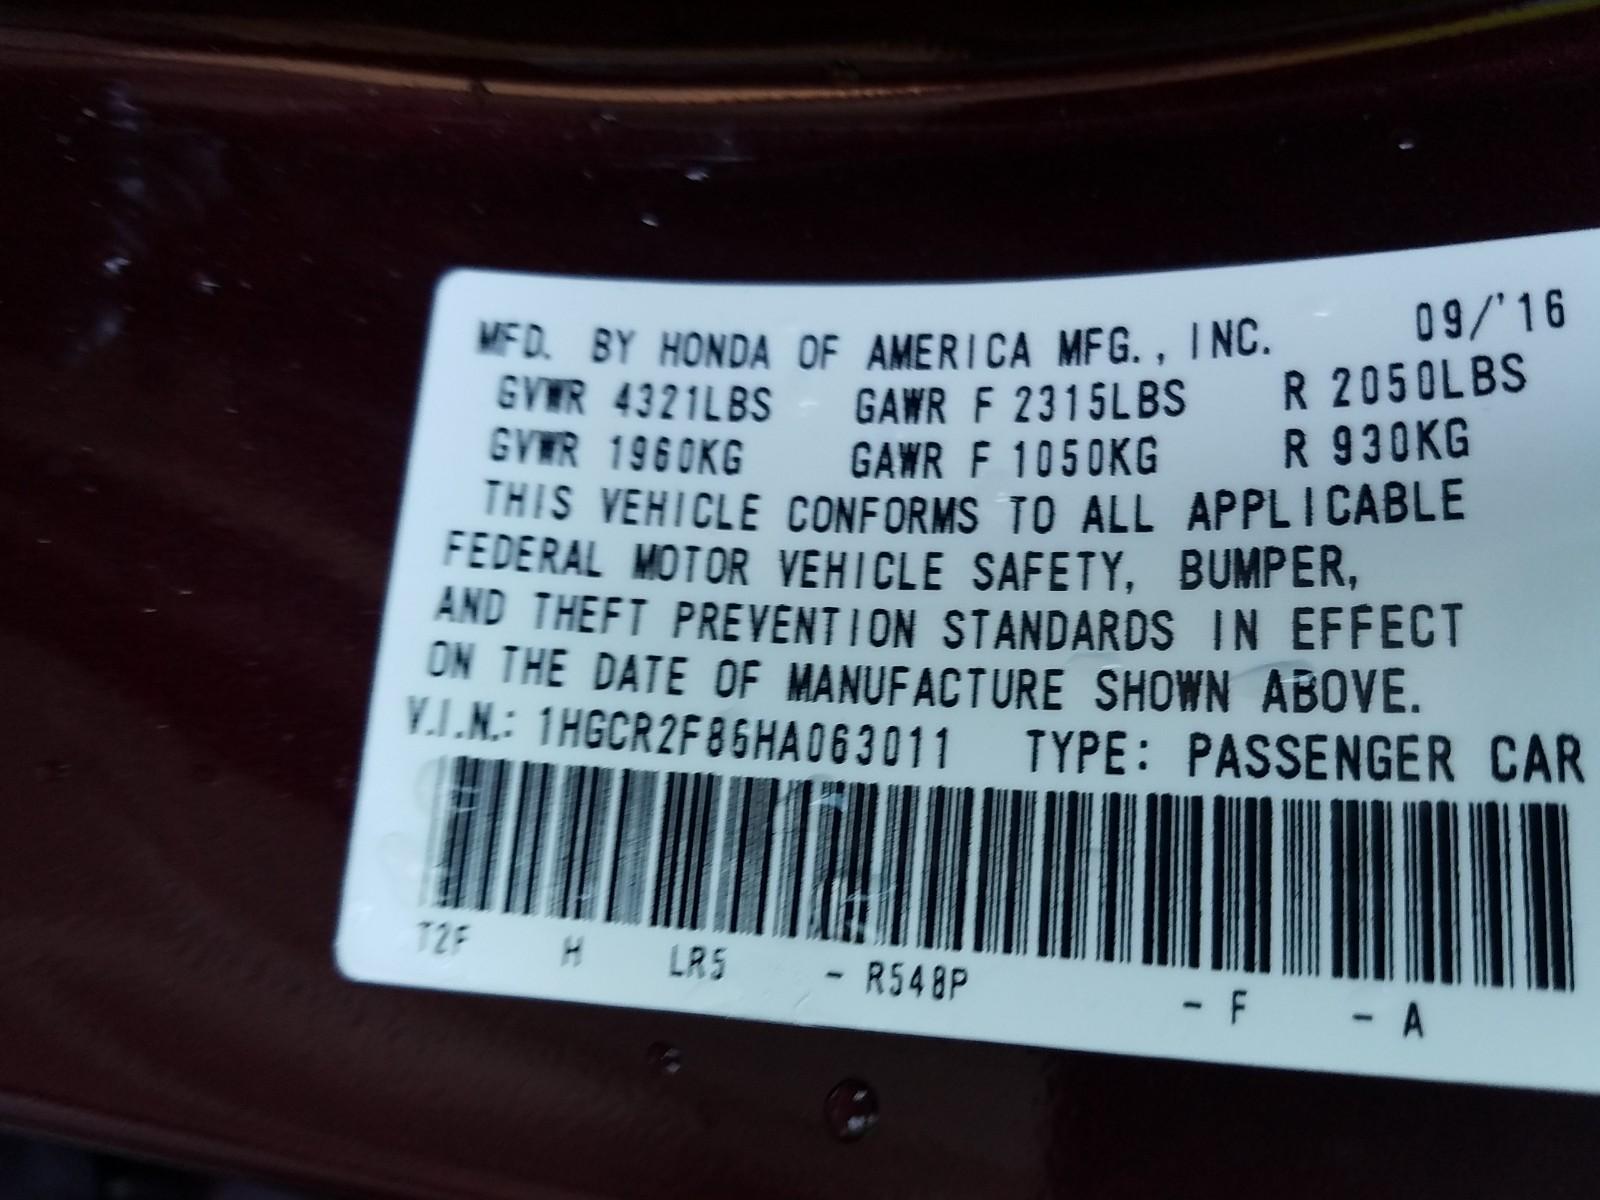 MFD. BY HONDA OF AMERICA MFG., INC. 09/'16
GVWR 4321LBS GAWR F 2315LBS R 2050LBS
GVWR 1960KG GAWR F 1050KG R 930KG
THIS VEHICLE CONFORMS TO ALL APPLICABLE
FEDERAL MOTOR VEHICLE SAFETY, BUMPER,
AND THEFT PREVENTION STANDARDS IN EFFECT
ON THE DATE OF MANUFACTURE SHOWN ABOVE.
V.I.N.: 1HGCR2F86HA063011 TYPE: PASSENGER CAR
T2F H LR5 - R548P - F - A